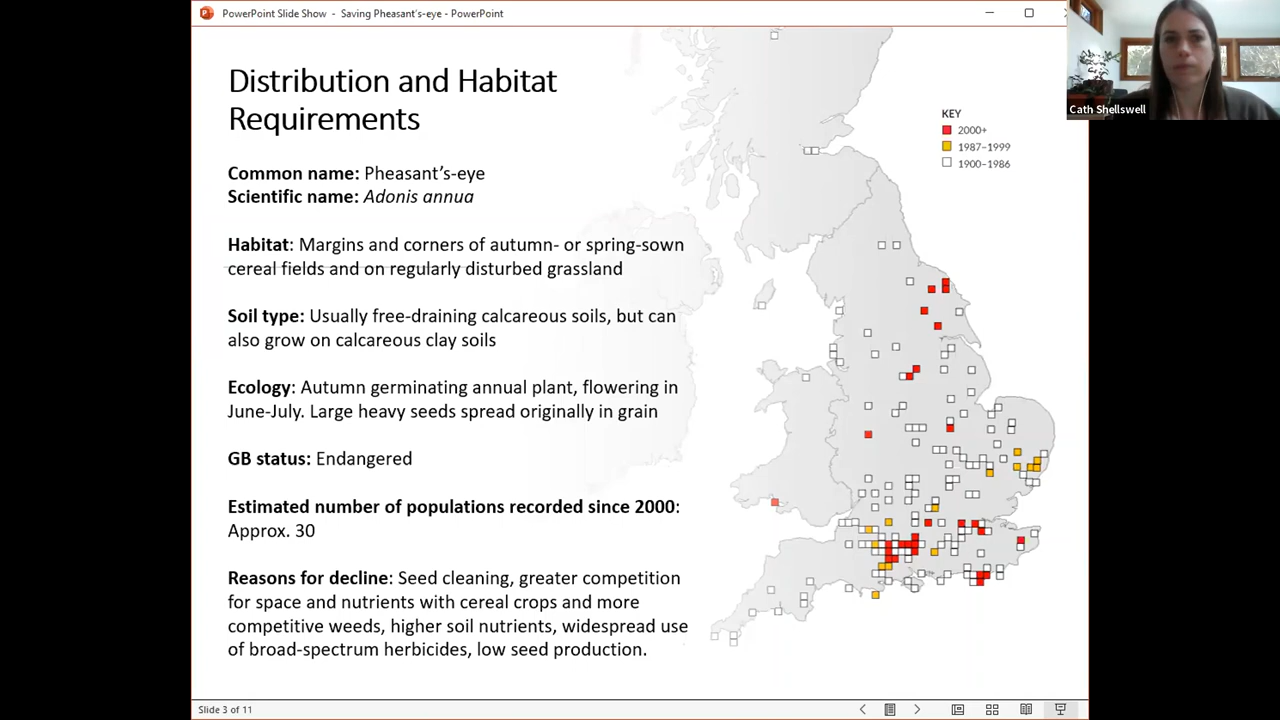 PowerPoint Slide Show - Saving Pheasant's-eye - PowerPoint
Cath Shellswell
Distribution and Habitat
Requirements
KEY
2000+
1987–1999
1900–1986
Common name: Pheasant's-eye
Scientific name: Adonis annua
Habitat: Margins and corners of autumn- or spring-sown
cereal fields and on regularly disturbed grassland
Soil type: Usually free-draining calcareous soils, but can
also grow on calcareous clay soils
Ecology: Autumn germinating annual plant, flowering in
June-July. Large heavy seeds spread originally in grain
GB status: Endangered
Estimated number of populations recorded since 2000:
Approx. 30
Reasons for decline: Seed cleaning, greater competition
for space and nutrients with cereal crops and more
competitive weeds, higher soil nutrients, widespread use
of broad-spectrum herbicides, low seed production.
Slide 3 of 11